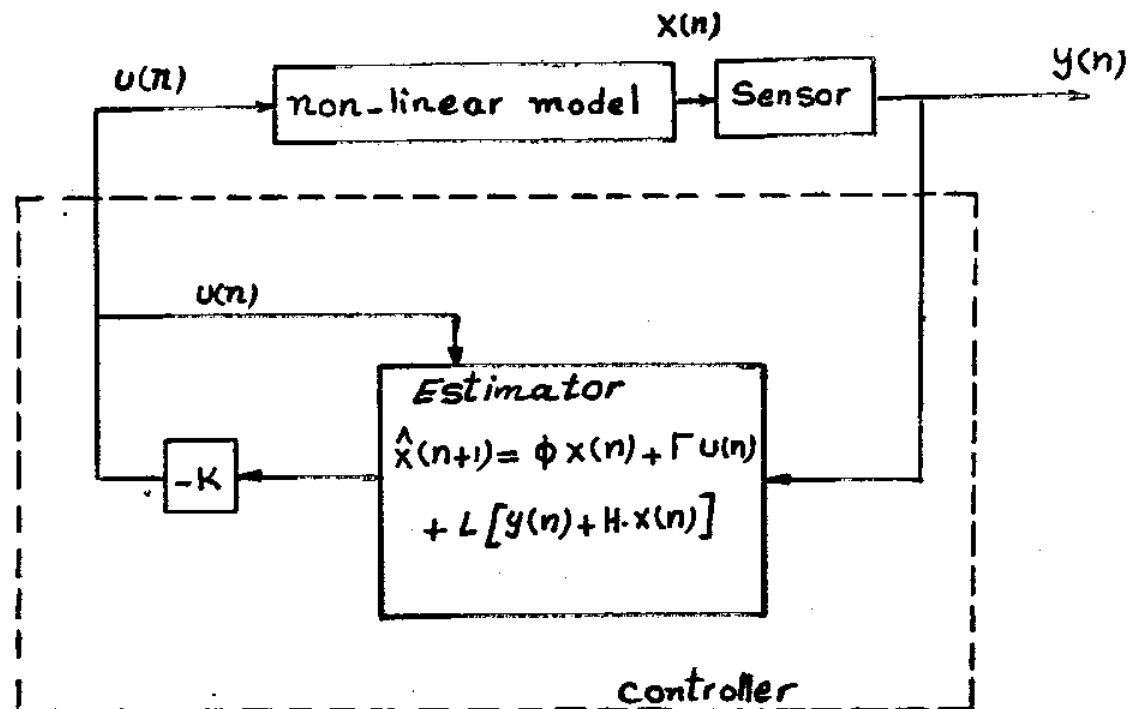 X(n)
U(n)
non-linear model
Sensor
y(n)
U(n)
Estimator
x̂(n+1) = ϕ x(n) + Γ U(n)
+ L [y(n) + H. x(n)]
-K
Controller